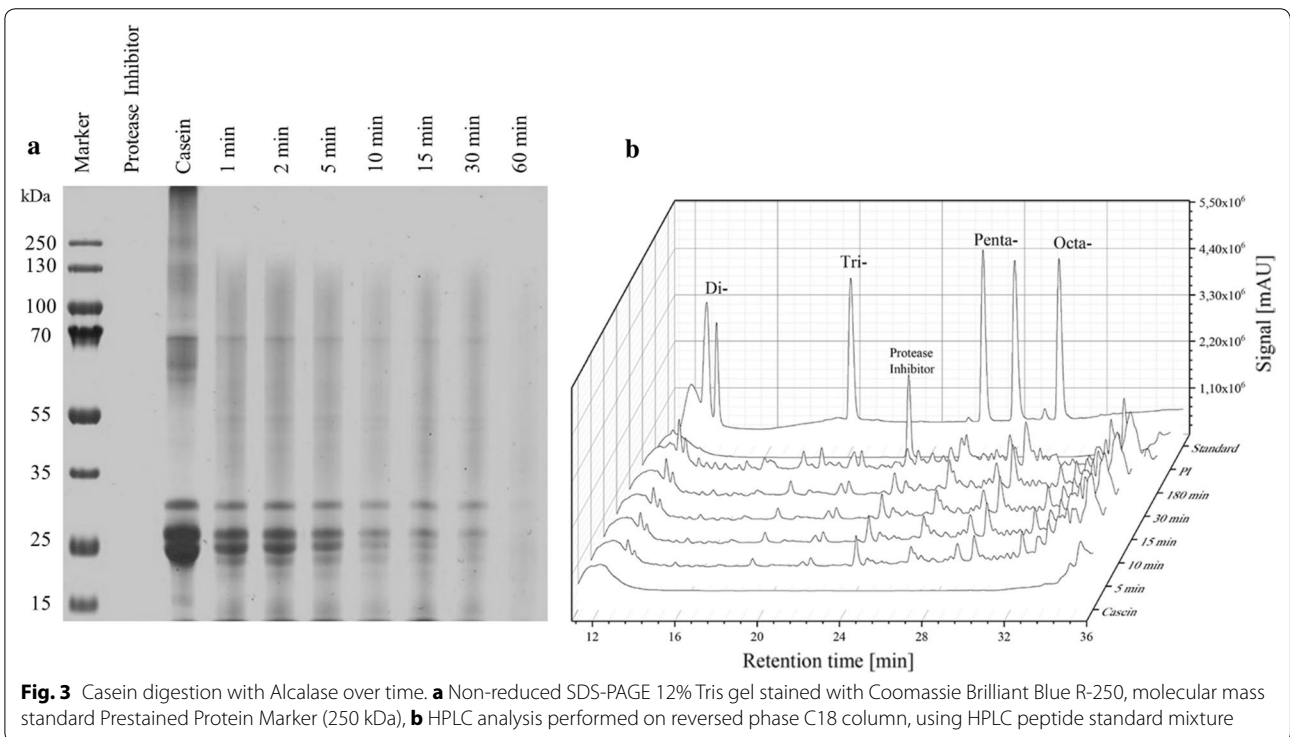 a
kDa
Marker
Protease Inhibitor
Casein
1 min
2 min
5 min
10 min
15 min
30 min
60 min
250
130
100
70
55
35
25
15
b
Di-
Tri-
Protease
Inhibitor
Penta-
Octa-
5,50x10⁶
4,40x10⁶
3,30x10⁶
2,20x10⁶
1,10x10⁶
Signal [mAU]
Standard
PI
180 min
30 min
15 min
10 min
5 min
Casein
12 16 20 24 28 32 36
Retention time [min]
Fig. 3 Casein digestion with Alcalase over time. a Non-reduced SDS-PAGE 12% Tris gel stained with Coomassie Brilliant Blue R-250, molecular mass
standard Prestained Protein Marker (250 kDa), b HPLC analysis performed on reversed phase C18 column, using HPLC peptide standard mixture